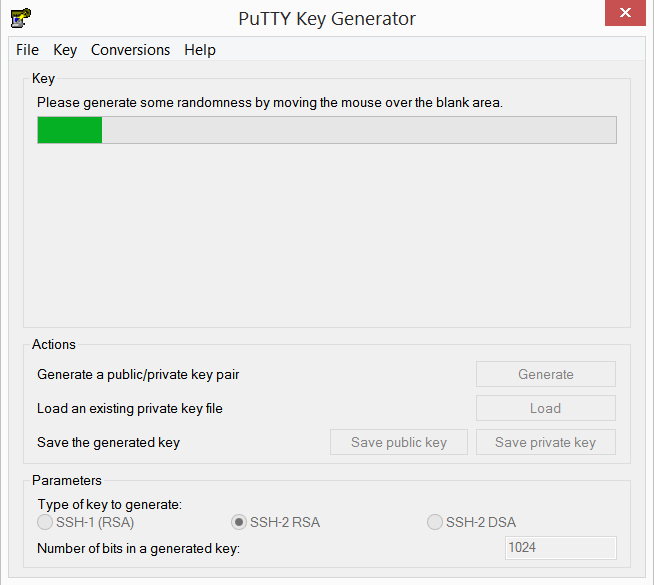 PuTTY Key Generator
File Key Conversions Help
Key
Please generate some randomness by moving the mouse over the blank area.
Actions
Generate a public/private key pair Generate
Load an existing private key file Load
Save the generated key Save public key Save private key
Parameters
Type of key to generate:
SSH-1 (RSA) SSH-2 RSA SSH-2 DSA
Number of bits in a generated key: 1024